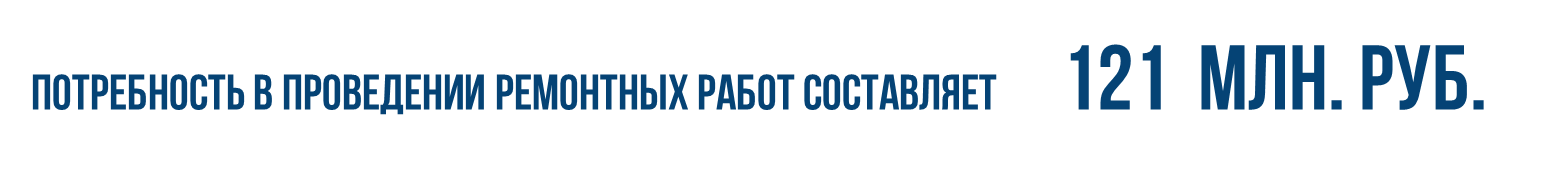 ПОТРЕБНОСТЬ В ПРОВЕДЕНИИ РЕМОНТНЫХ РАБОТ СОСТАВЛЯЕТ 121 МЛН. РУБ.